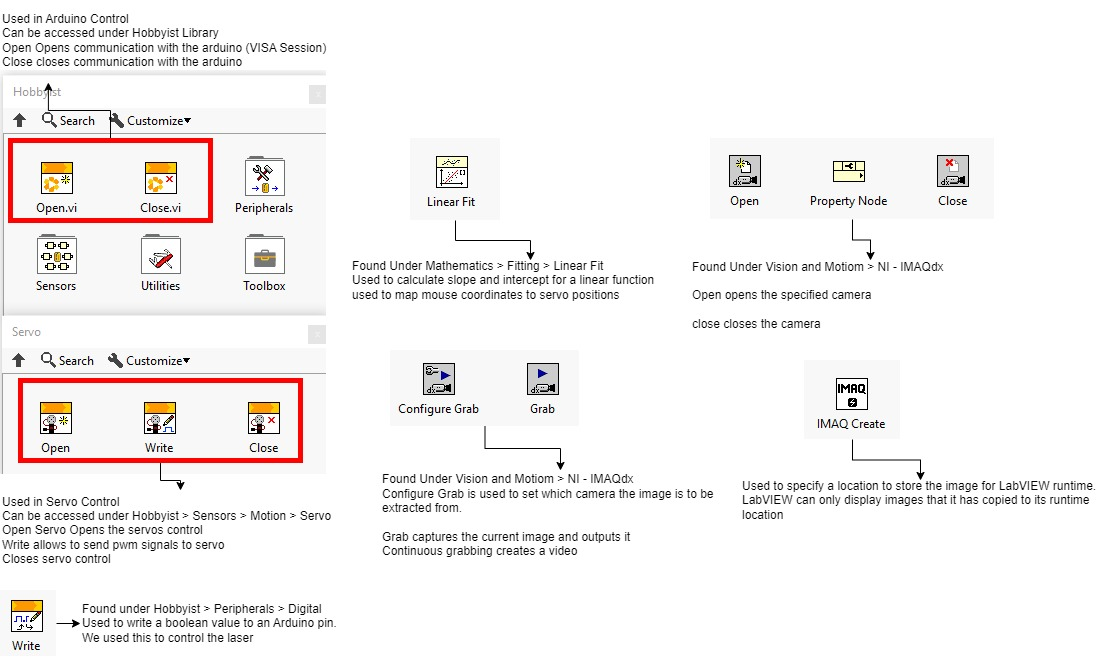 Used in Arduino Control
Can be accessed under Hobbyist Library
Open Opens communication with the arduino (VISA Session)
Close closes communication with the arduino
Hobbyist
Search
Customize
Open.vi
Close.vi
Peripherals
Sensors
Utilities
Toolbox
Servo
Search
Customize
Open
Write
Close
Used in Servo Control
Can be accessed under Hobbyist > Sensors > Motion > Servo
Open Servo Opens the servos control
Write allows to send pwm signals to servo
Closes servo control
Write
Found under Hobbyist > Peripherals > Digital
Used to write a boolean value to an Arduino pin.
We used this to control the laser
Linear Fit
Found Under Mathematics > Fitting > Linear Fit
Used to calculate slope and intercept for a linear function
used to map mouse coordinates to servo positions
Configure Grab
Grab
Found Under Vision and Motiom > NI - IMAQdx
Configure Grab is used to set which camera the image is to be
extracted from.
Grab captures the current image and outputs it
Continuous grabbing creates a video
Open
Property Node
Close
Found Under Vision and Motiom > NI - IMAQdx
Open opens the specified camera
close closes the camera
IMAQ
IMAQ Create
Used to specify a location to store the image for LabVIEW runtime.
LabVIEW can only display images that it has copied to its runtime
location